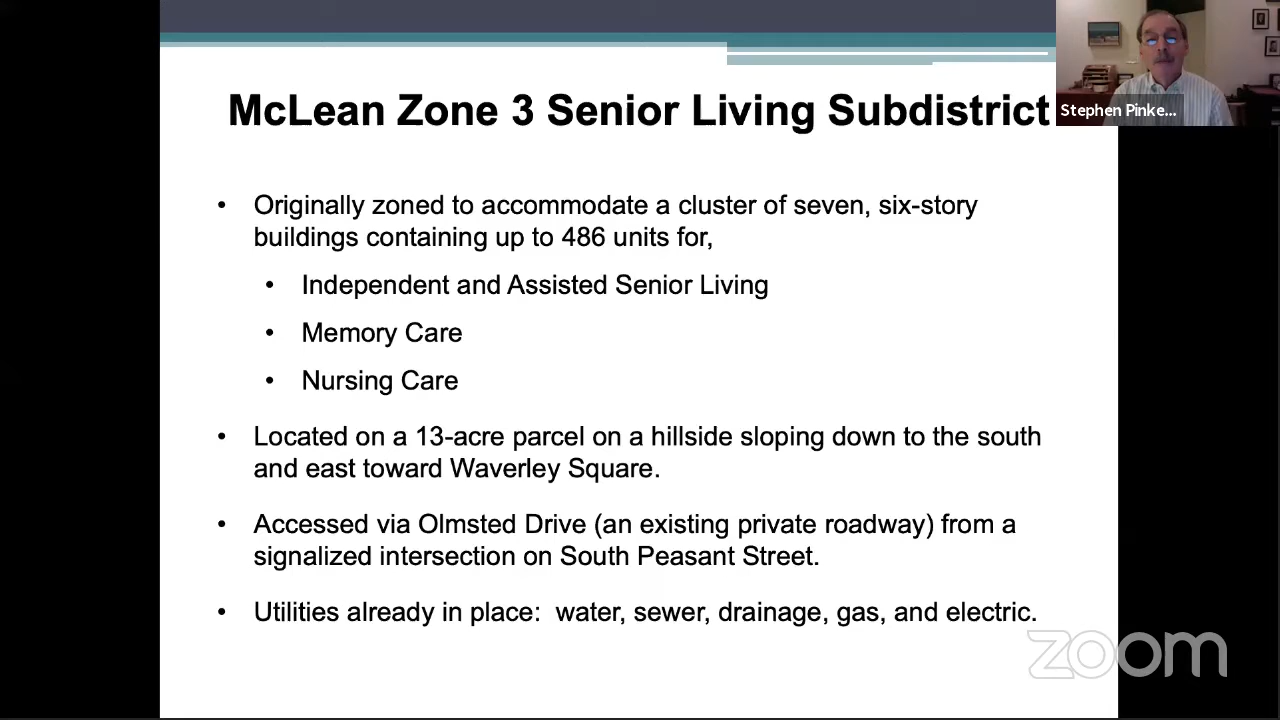 McLean Zone 3 Senior Living Subdistrict
Stephen Pinke...
• Originally zoned to accommodate a cluster of seven, six-story
buildings containing up to 486 units for,
• Independent and Assisted Senior Living
• Memory Care
• Nursing Care
• Located on a 13-acre parcel on a hillside sloping down to the south
and east toward Waverley Square.
• Accessed via Olmsted Drive (an existing private roadway) from a
signalized intersection on South Peasant Street.
• Utilities already in place:  water, sewer, drainage, gas, and electric.
zoom